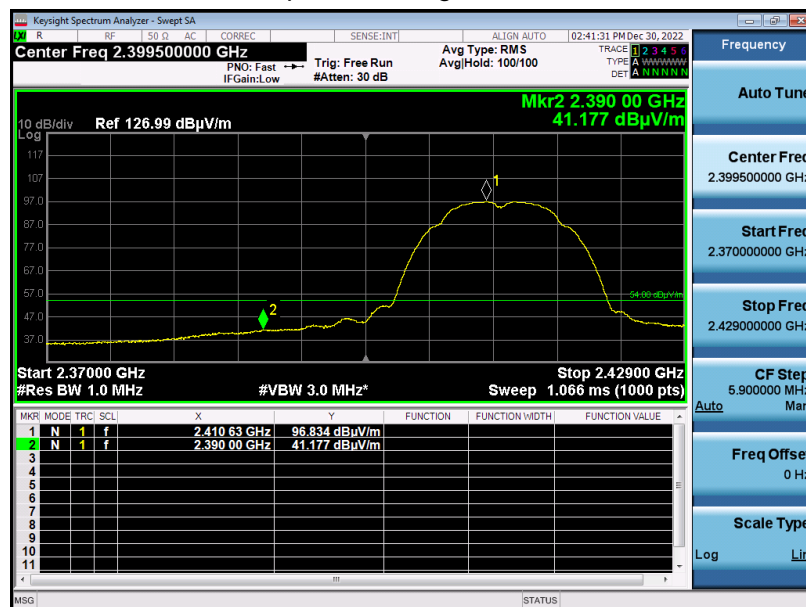 Keysight Spectrum Analyzer - Swept SA
LXI R RF 50 Ω AC CORREC SENSE:INT ALIGN AUTO 02:41:31 PM Dec 30, 2022
Center Freq 2.399500000 GHz
PNO: Fast
IFGain:Low
Trig: Free Run
#Atten: 30 dB
Avg Type: RMS
Avg|Hold: 100/100
TRACE 1 2 3 4 5 6
TYPE A WWWWW
DET A N N N N N
Mkr2 2.390 00 GHz
41.177 dBµV/m
10 dB/div Ref 126.99 dBµV/m
Log
117
107
97.0
87.0
77.0
67.0
57.0
47.0
37.0
1
2
54.00 dBµV/m
Start 2.37000 GHz Stop 2.42900 GHz
#Res BW 1.0 MHz #VBW 3.0 MHz* Sweep 1.066 ms (1000 pts)
MKR MODE TRC SCL X Y FUNCTION FUNCTION WIDTH FUNCTION VALUE
1 N 1 f 2.410 63 GHz 96.834 dBµV/m
2 N 1 f 2.390 00 GHz 41.177 dBµV/m
3
4
5
6
7
8
9
10
11
MSG STATUS
Frequency
Auto Tune
Center Freq
2.399500000 GHz
Start Freq
2.370000000 GHz
Stop Freq
2.429000000 GHz
CF Step
5.900000 MHz
Auto Man
Freq Offset
0 Hz
Scale Type
Log Lin